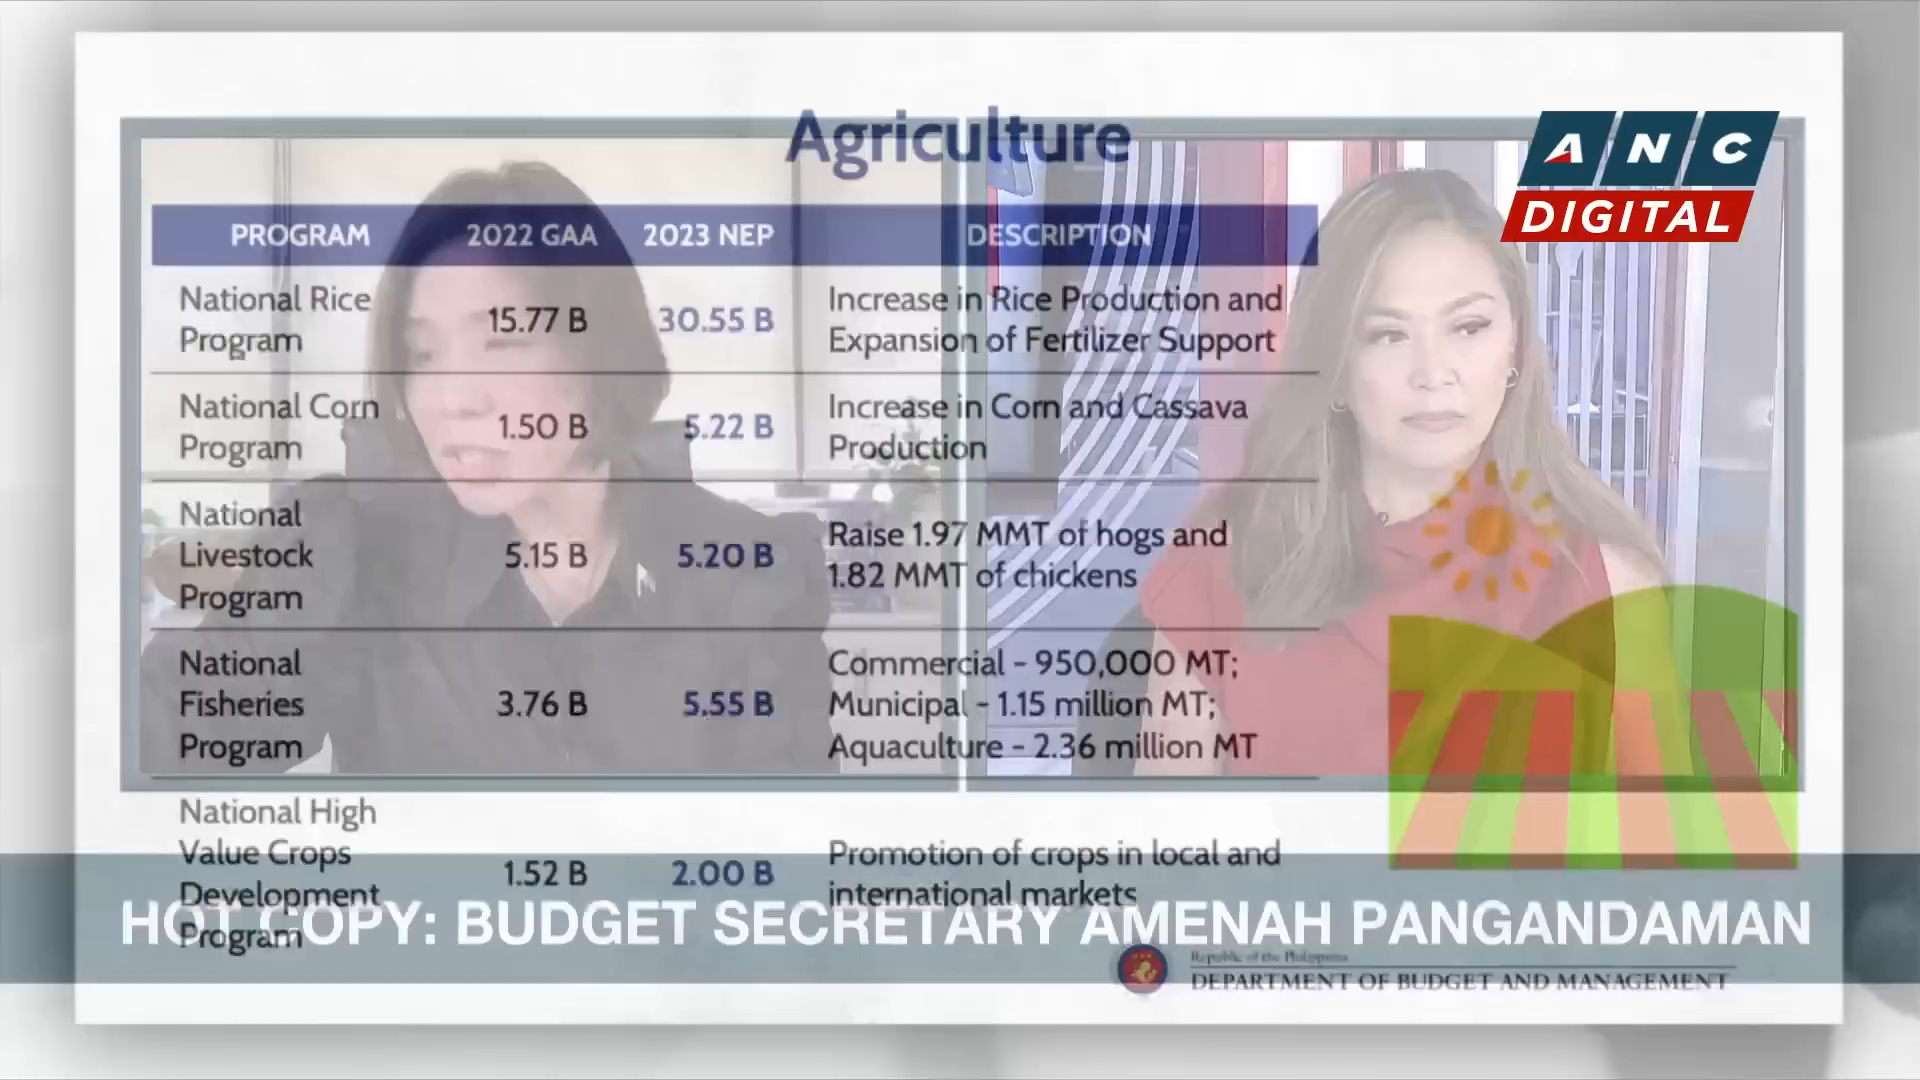 Agriculture
ANC
DIGITAL
PROGRAM 2022 GAA 2023 NEP DESCRIPTION
National Rice
Program
15.77 B
30.55 B
Increase in Rice Production and
Expansion of Fertilizer Support
National Corn
Program
1.50 B
5.22 B
Increase in Corn and Cassava
Production
National
Livestock
Program
5.15 B
5.20 B
Raise 1.97 MMT of hogs and
1.82 MMT of chickens
National
Fisheries
Program
3.76 B
5.55 B
Commercial - 950,000 MT;
Municipal - 1.15 million MT;
Aquaculture - 2.36 million MT
National High
Value Crops
Development
Program
1.52 B
2.00 B
Promotion of crops in local and
international markets
HOT COPY: BUDGET SECRETARY AMENAH PANGANDAMAN
Republic of the Philippines
DEPARTMENT OF BUDGET AND MANAGEMENT